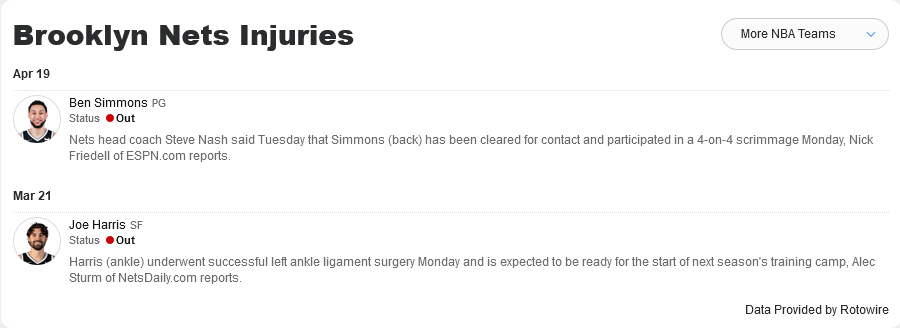 Brooklyn Nets Injuries
More NBA Teams
Apr 19
Ben Simmons PG
Status Out
Nets head coach Steve Nash said Tuesday that Simmons (back) has been cleared for contact and participated in a 4-on-4 scrimmage Monday, Nick
Friedell of ESPN.com reports.
Mar 21
Joe Harris SF
Status Out
Harris (ankle) underwent successful left ankle ligament surgery Monday and is expected to be ready for the start of next season's training camp, Alec
Sturm of NetsDaily.com reports.
Data Provided by Rotowire